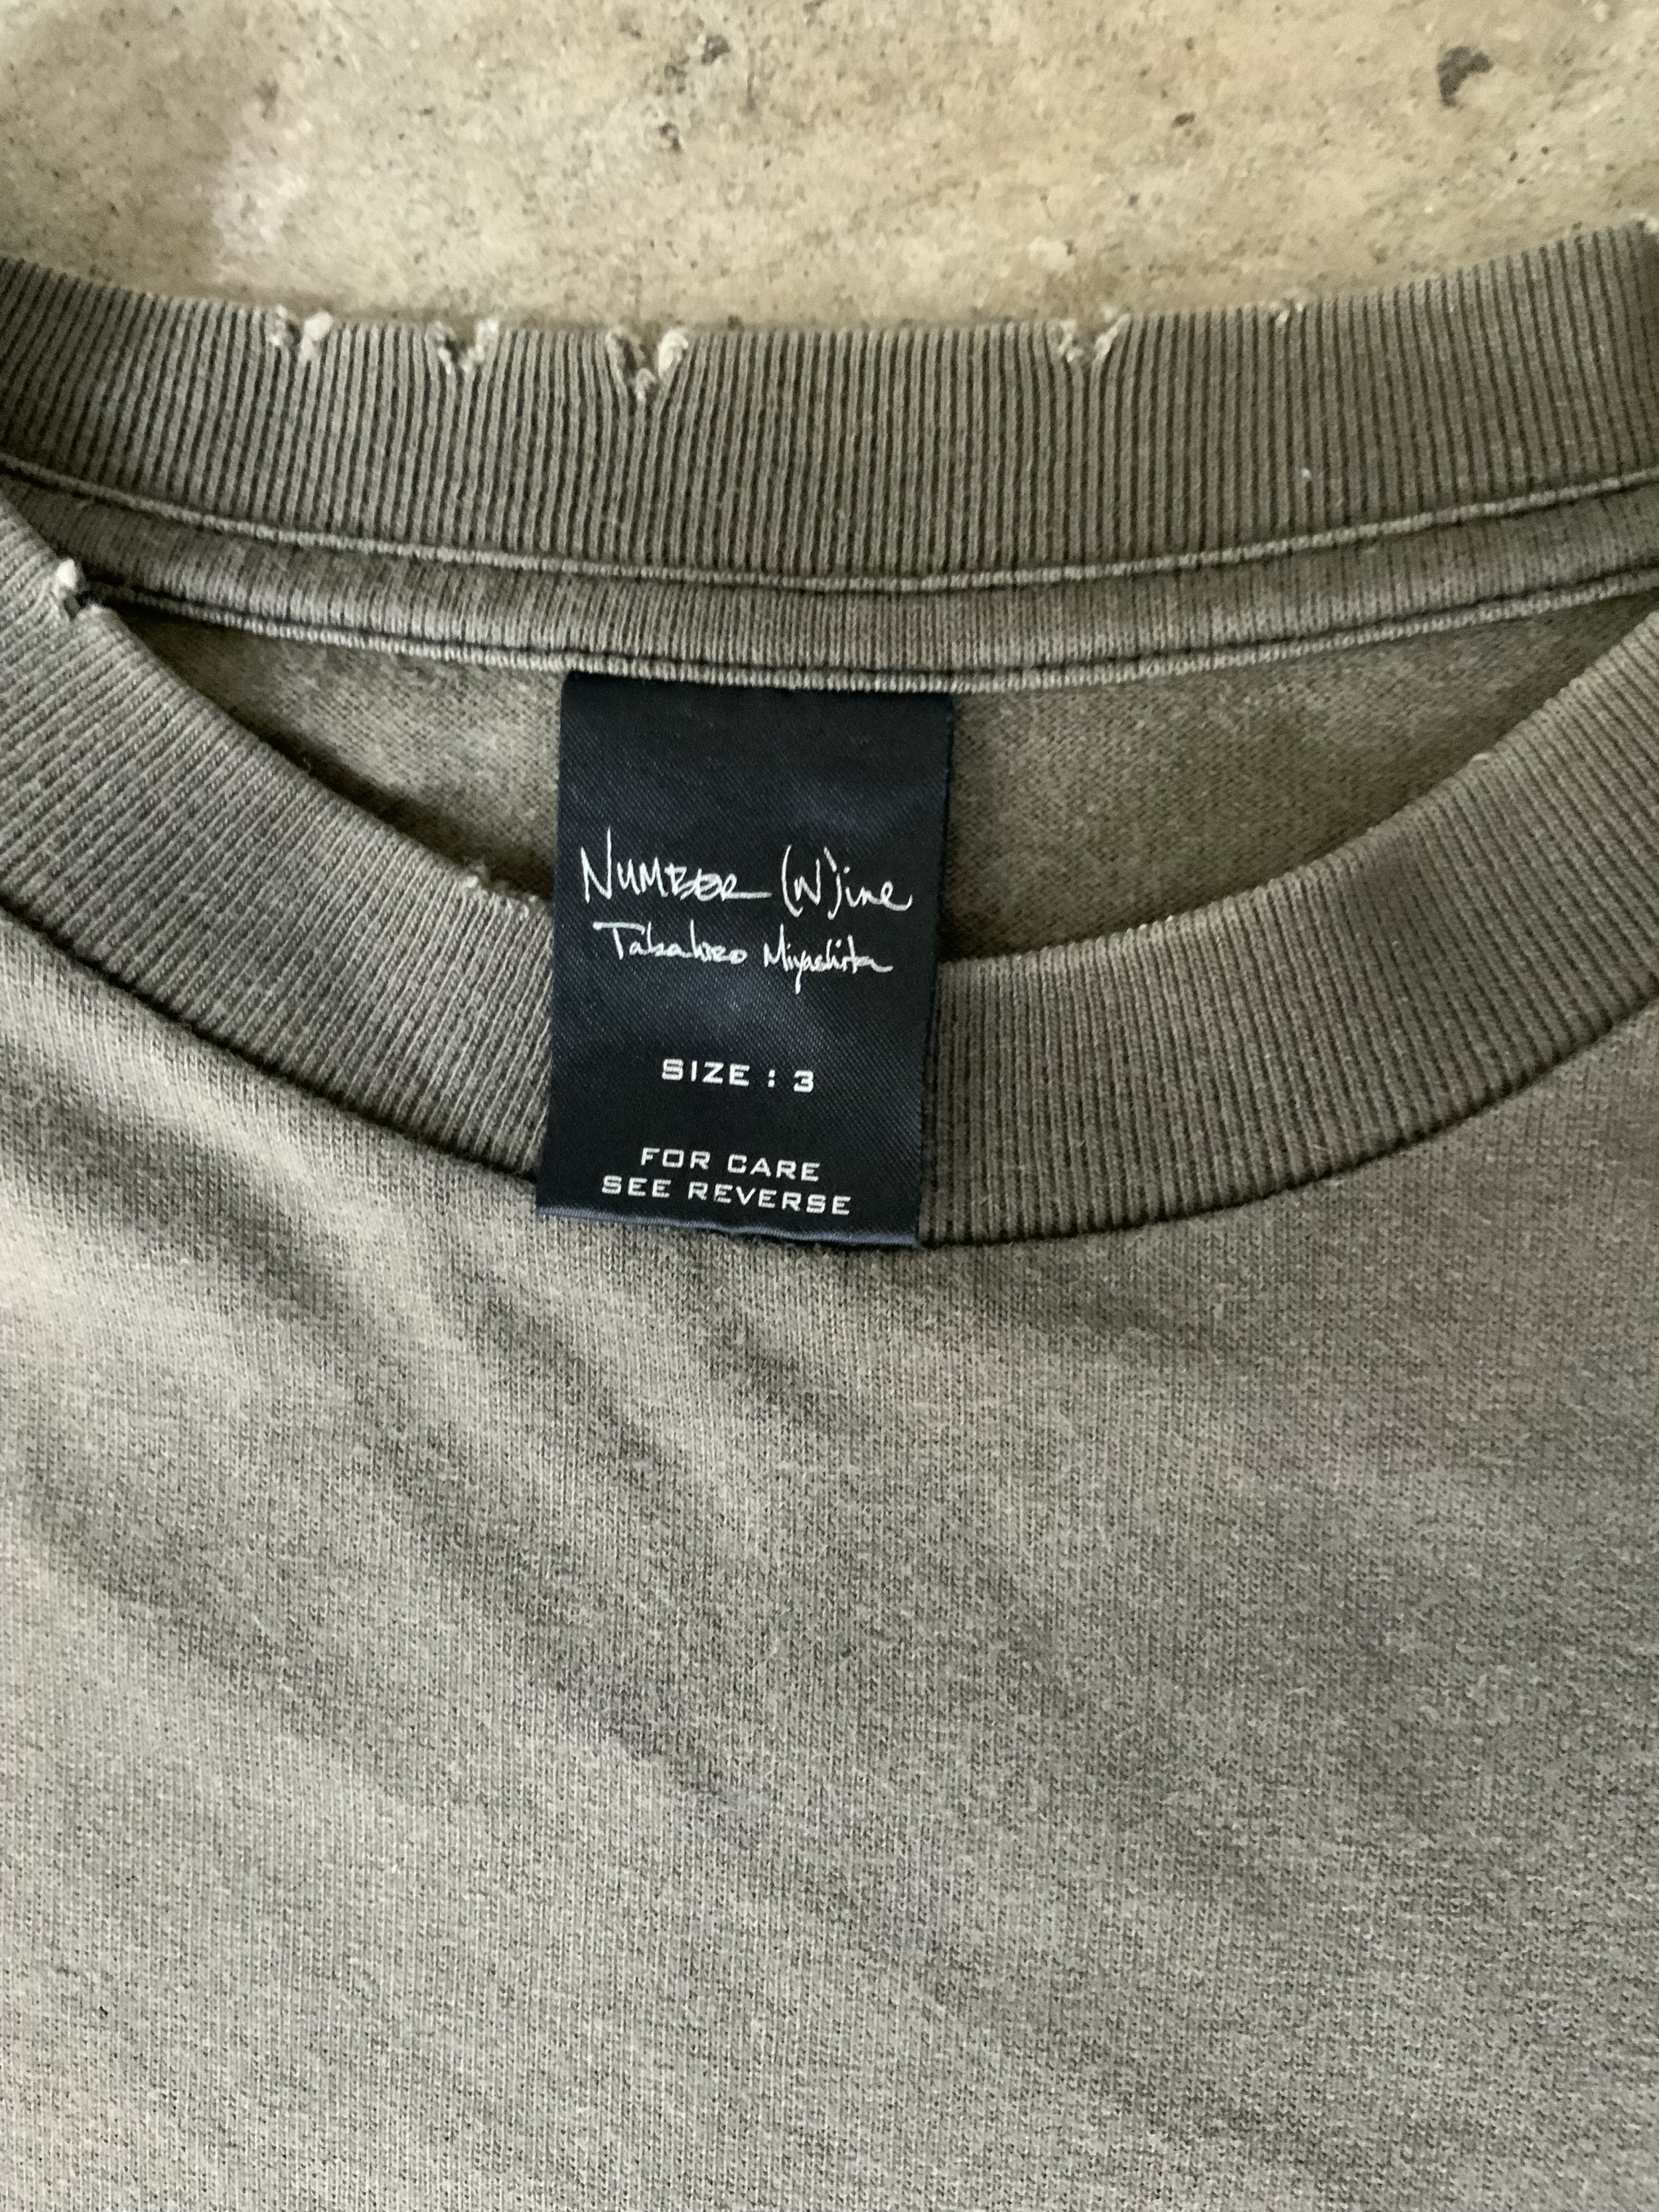 NUMBER (N)ine
Takahiro Miyashita
SIZE : 3
FOR CARE
SEE REVERSE